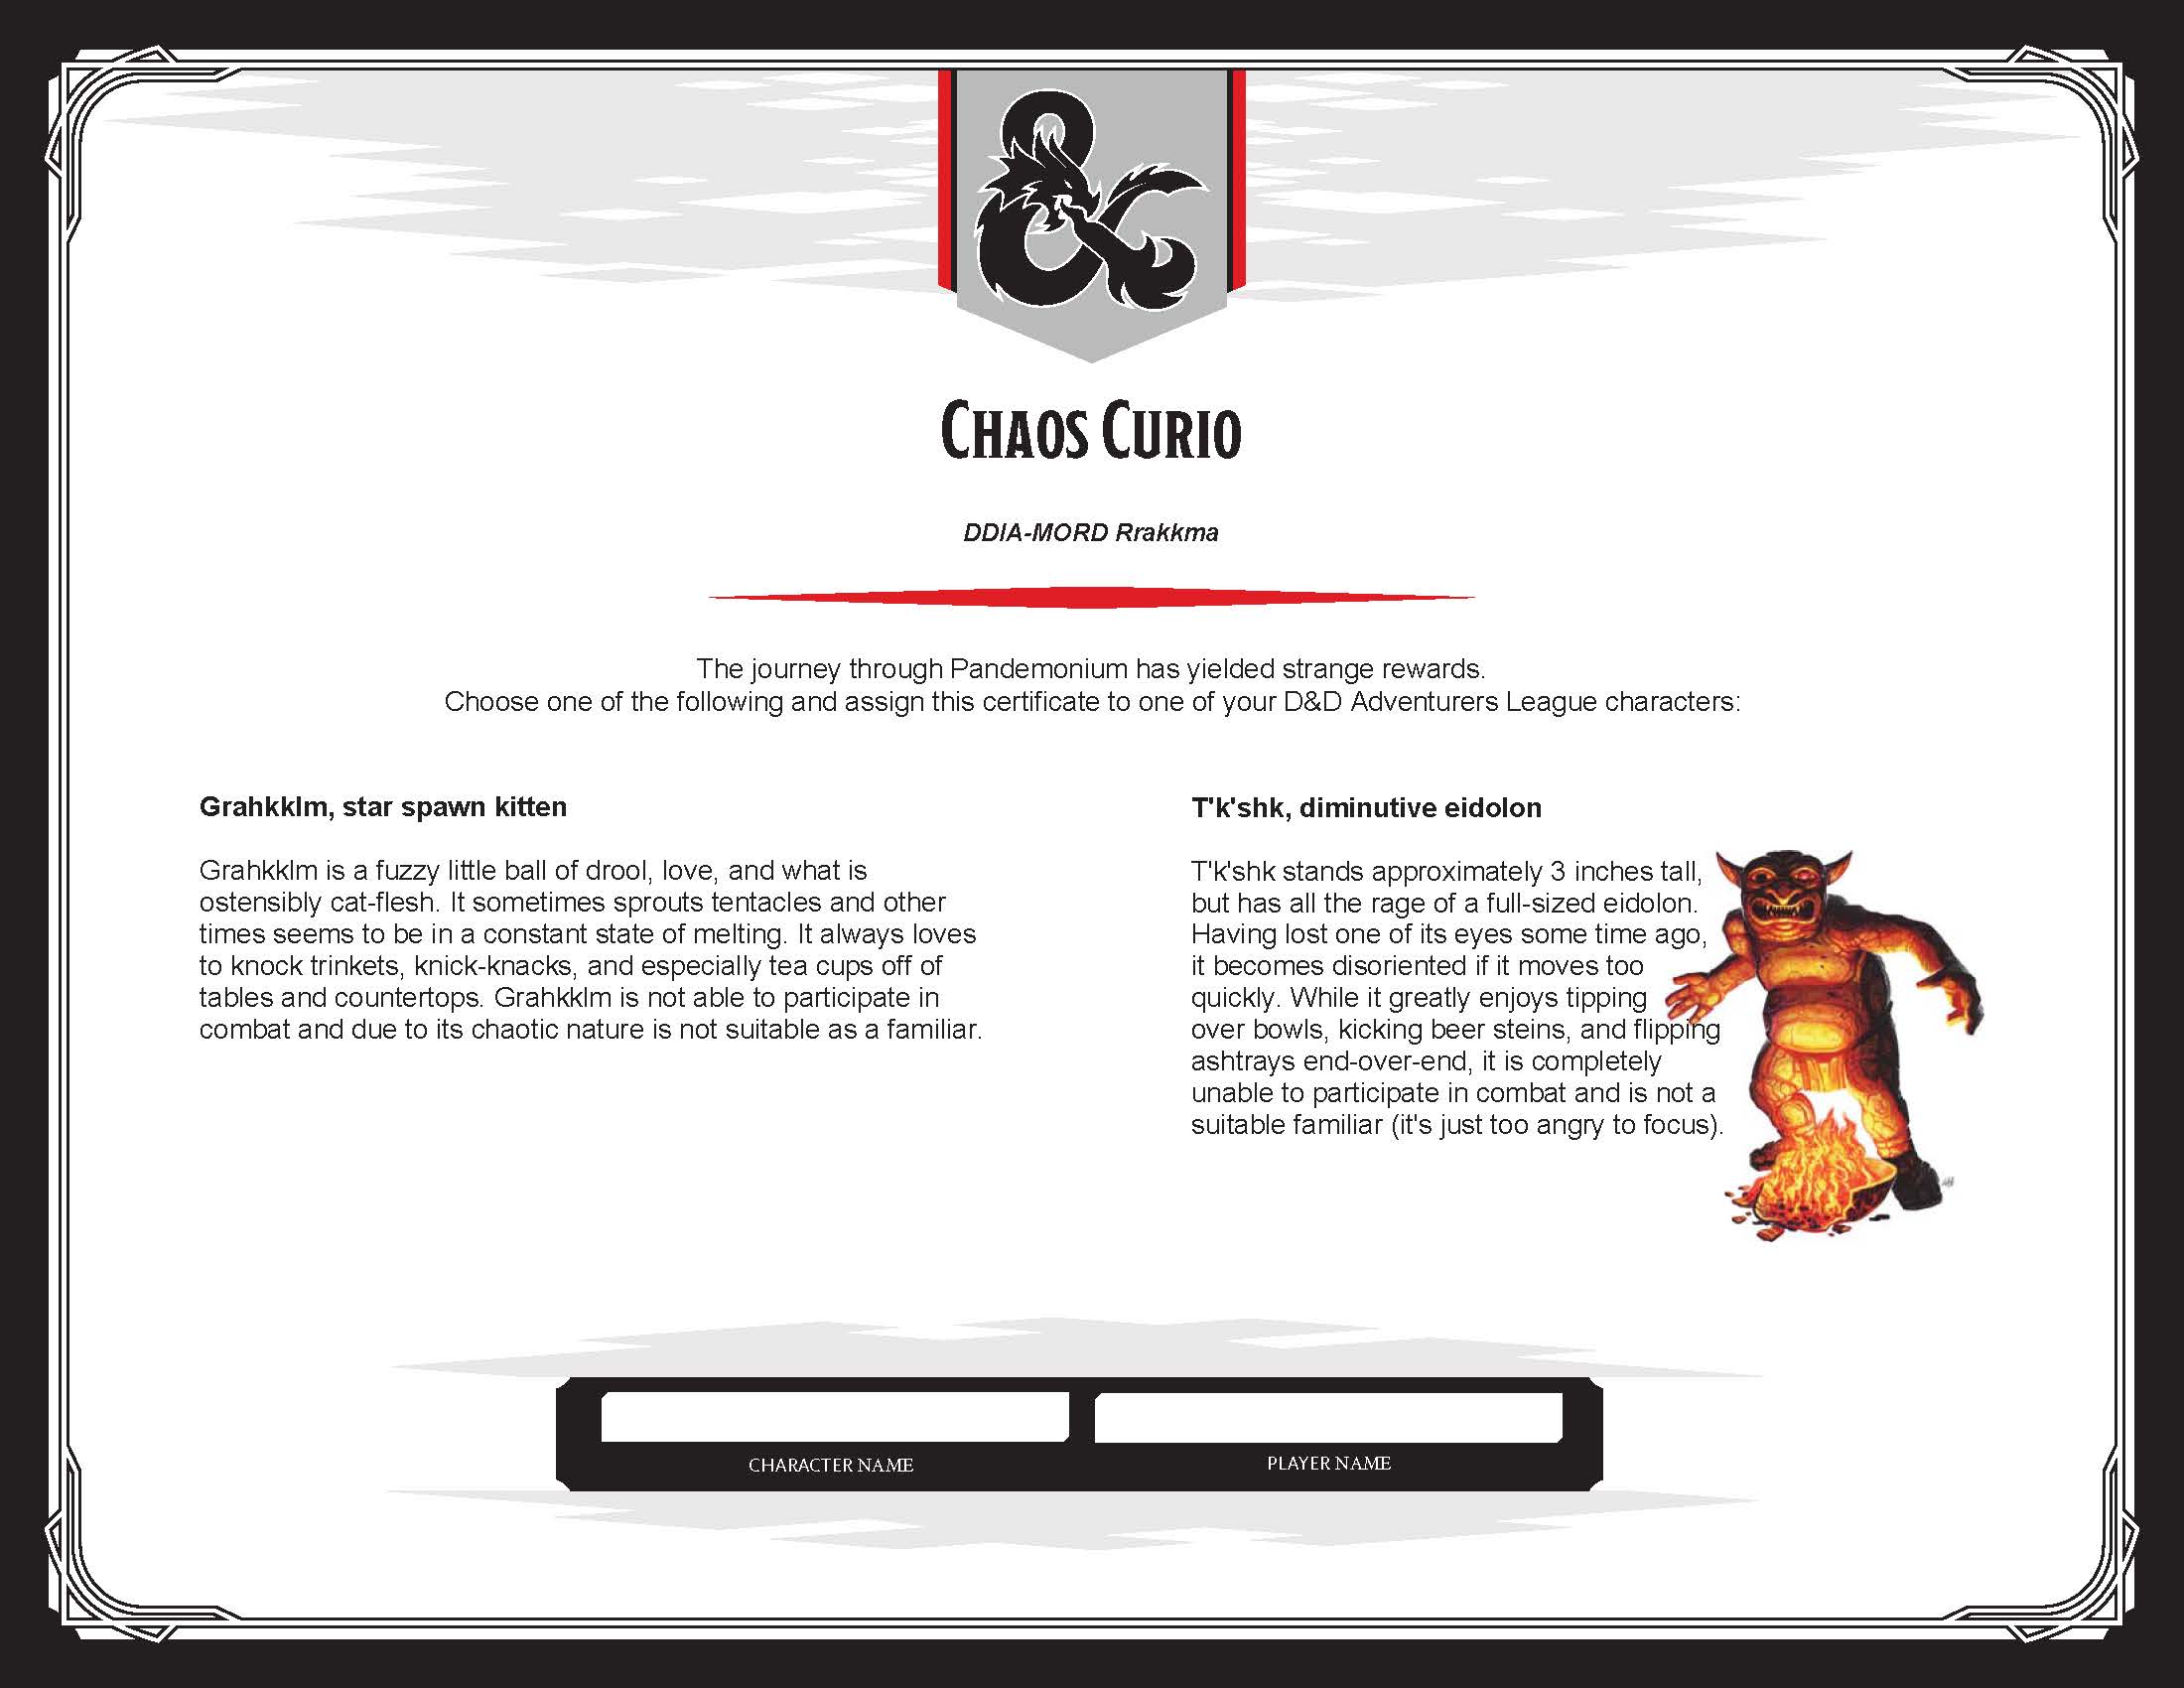 Chaos Curio
DDIA-MORD Rrakkma
The journey through Pandemonium has yielded strange rewards.
Choose one of the following and assign this certificate to one of your D&D Adventurers League characters:
Grahkklm, star spawn kitten
Grahkklm is a fuzzy little ball of drool, love, and what is
ostensibly cat-flesh. It sometimes sprouts tentacles and other
times seems to be in a constant state of melting. It always loves
to knock trinkets, knick-knacks, and especially tea cups off of
tables and countertops. Grahkklm is not able to participate in
combat and due to its chaotic nature is not suitable as a familiar.
T'k'shk, diminutive eidolon
T'k'shk stands approximately 3 inches tall,
but has all the rage of a full-sized eidolon.
Having lost one of its eyes some time ago,
it becomes disoriented if it moves too
quickly. While it greatly enjoys tipping
over bowls, kicking beer steins, and flipping
ashtrays end-over-end, it is completely
unable to participate in combat and is not a
suitable familiar (it's just too angry to focus).
CHARACTER NAME
PLAYER NAME